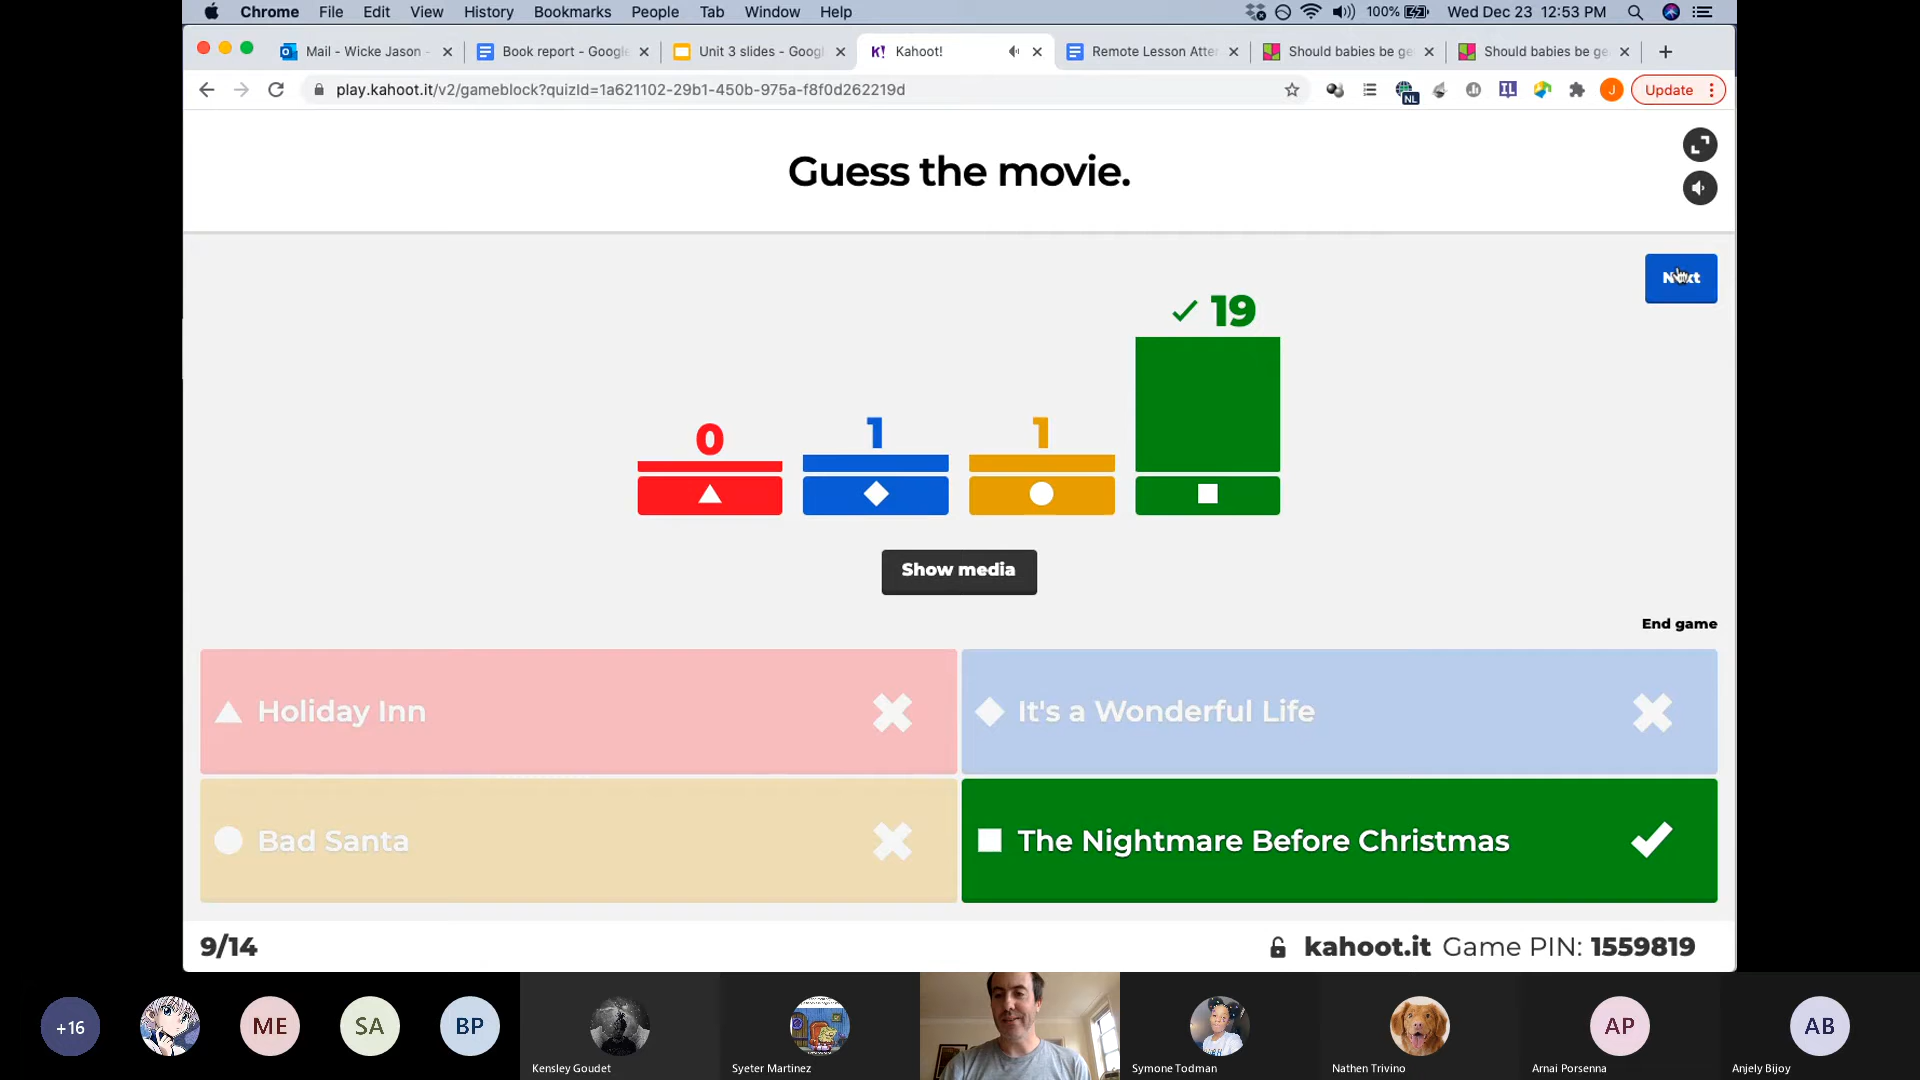 Chrome File Edit View History Bookmarks People Tab Window Help 100% Wed Dec 23 12:53 PM
Mail - Wicke Jason - Book report - Google Unit 3 slides - Googl K! Kahoot! Remote Lesson Atte Should babies be ge Should babies be ge
play.kahoot.it/v2/gameblock?quizId=1a621102-29b1-450b-975a-f8f0d262219d NL IL J Update
Guess the movie.
Next
0 1 1 19
Show media
End game
Holiday Inn
It's a Wonderful Life
Bad Santa
The Nightmare Before Christmas
9/14
kahoot.it Game PIN: 1559819
+16 ME SA BP AP AB
Kensley Goudet Syeter Martinez Symone Todman Nathen Trivino Arnai Porsenna Anjely Bijoy